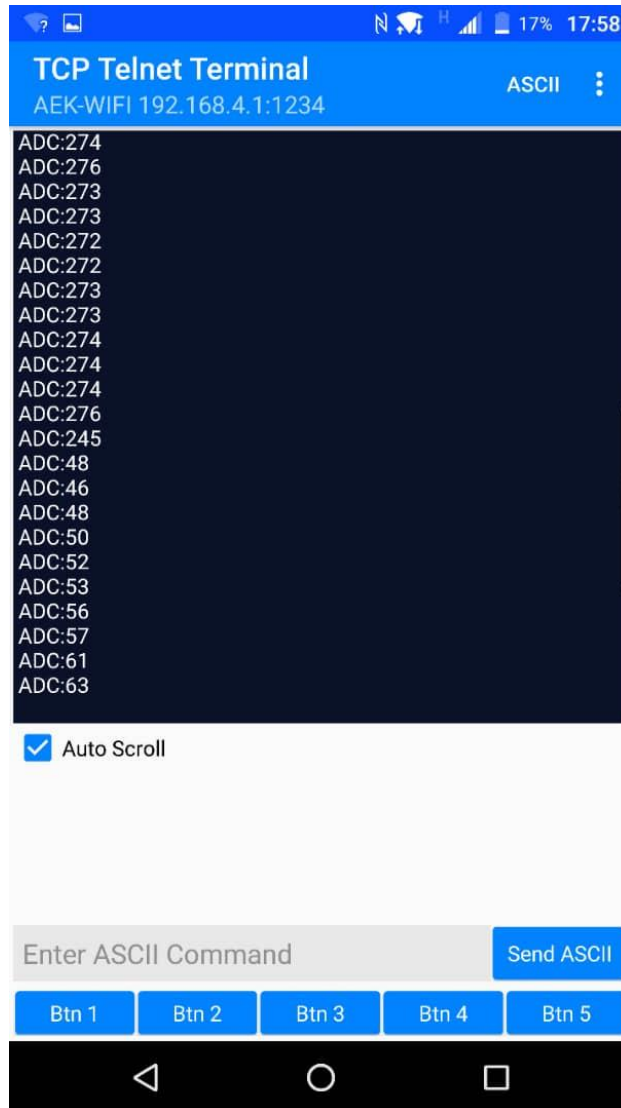 ? H 17% 17:58
TCP Telnet Terminal
ASCII
AEK-WIFI 192.168.4.1:1234
ADC:274
ADC:276
ADC:273
ADC:273
ADC:272
ADC:272
ADC:273
ADC:273
ADC:274
ADC:274
ADC:274
ADC:276
ADC:245
ADC:48
ADC:46
ADC:48
ADC:50
ADC:52
ADC:53
ADC:56
ADC:57
ADC:61
ADC:63
Auto Scroll
Enter ASCII Command
Send ASCII
Btn 1 Btn 2 Btn 3 Btn 4 Btn 5